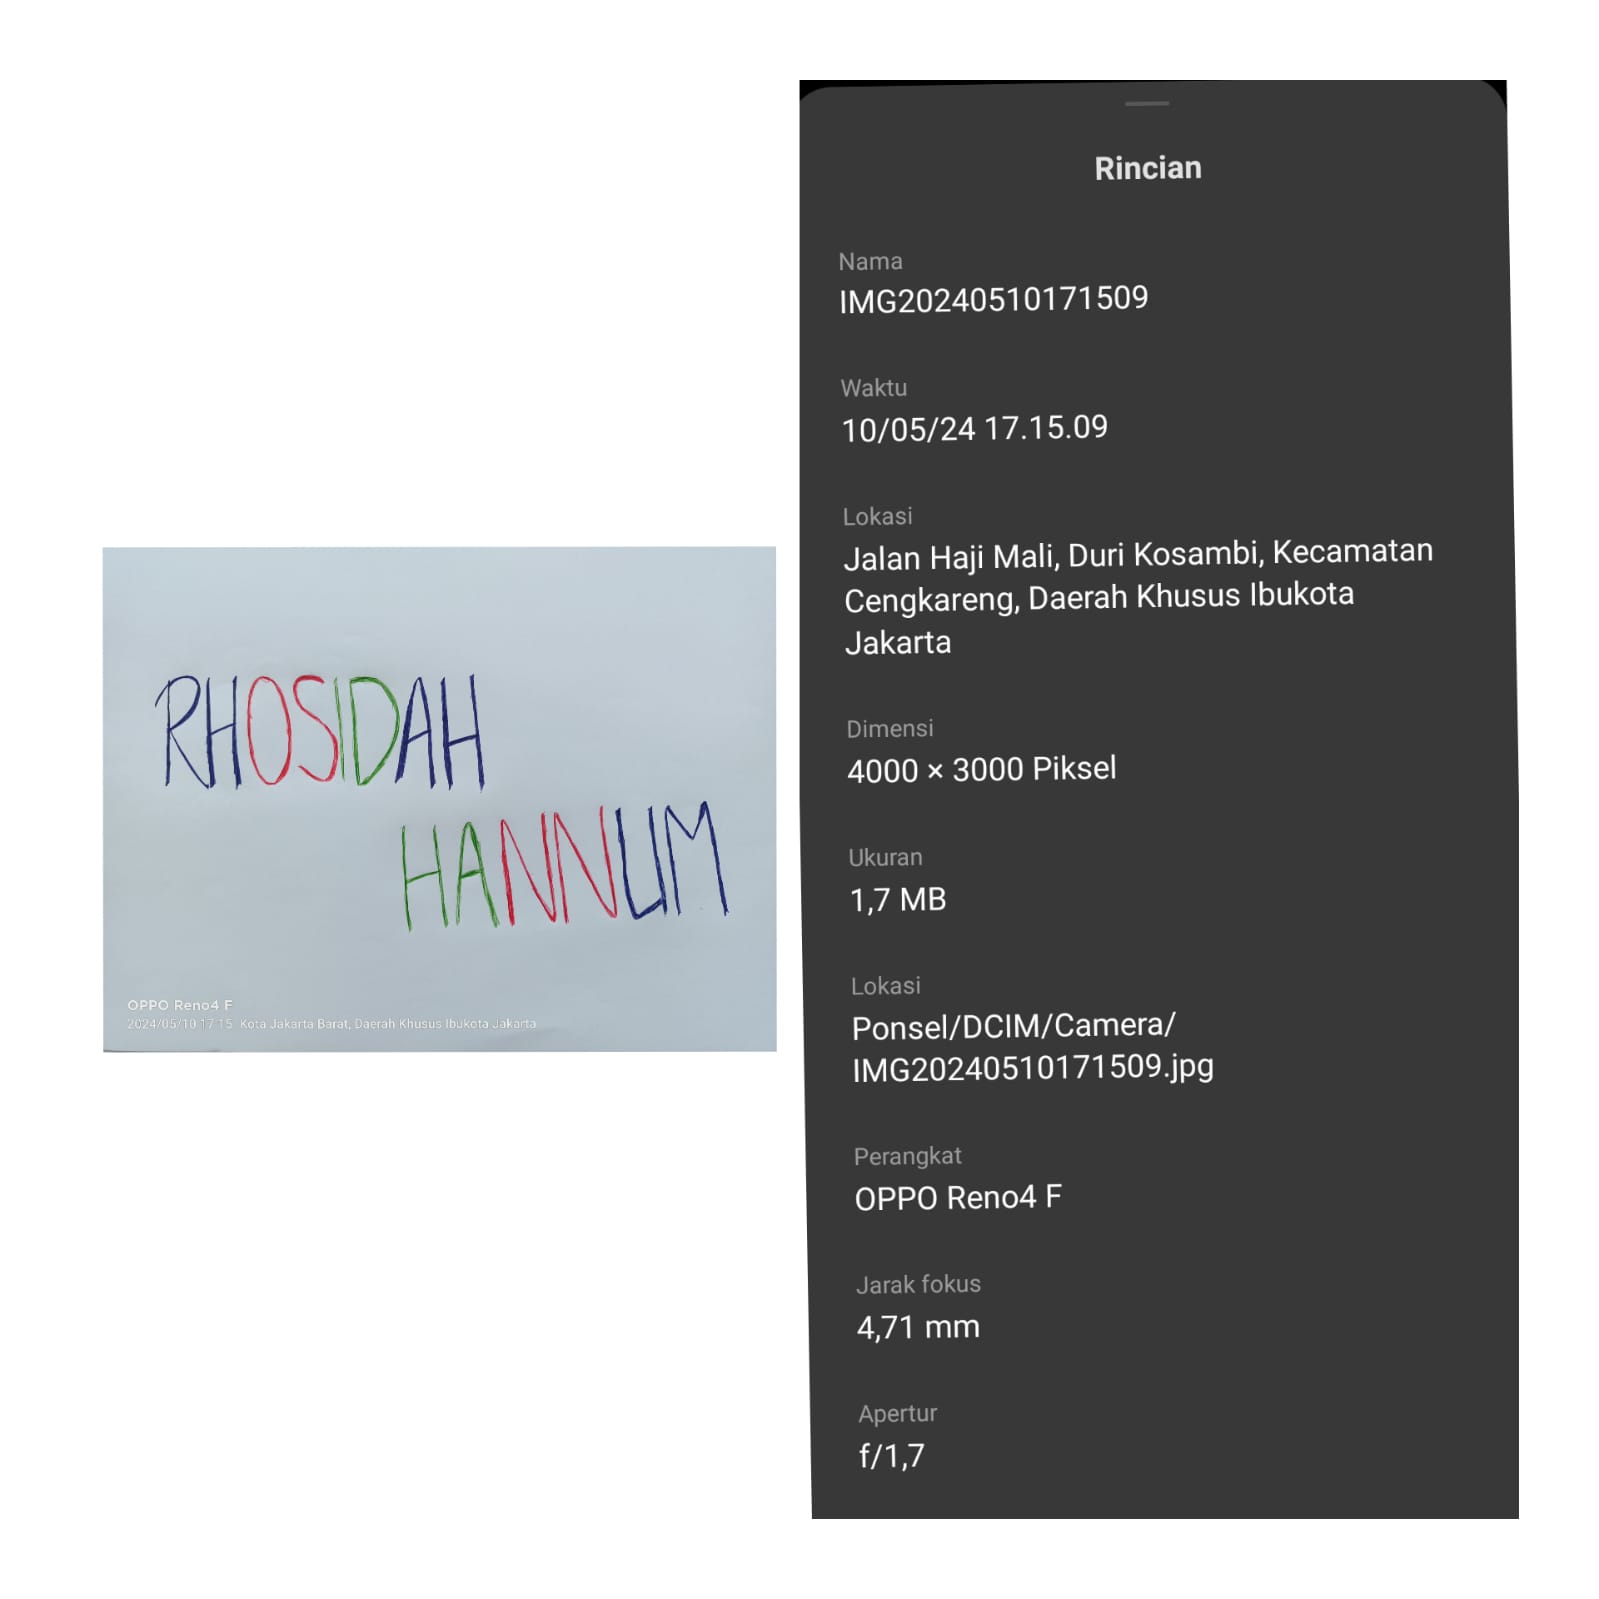 RHOSIDAH
HANNUM
OPPO Reno4 F
2024/05/10 17:15 Kota Jakarta Barat, Daerah Khusus Ibukota Jakarta
Rincian
Nama
IMG20240510171509
Waktu
10/05/24 17.15.09
Lokasi
Jalan Haji Mali, Duri Kosambi, Kecamatan
Cengkareng, Daerah Khusus Ibukota
Jakarta
Dimensi
4000 × 3000 Piksel
Ukuran
1,7 MB
Lokasi
Ponsel/DCIM/Camera/
IMG20240510171509.jpg
Perangkat
OPPO Reno4 F
Jarak fokus
4,71 mm
Apertur
f/1,7